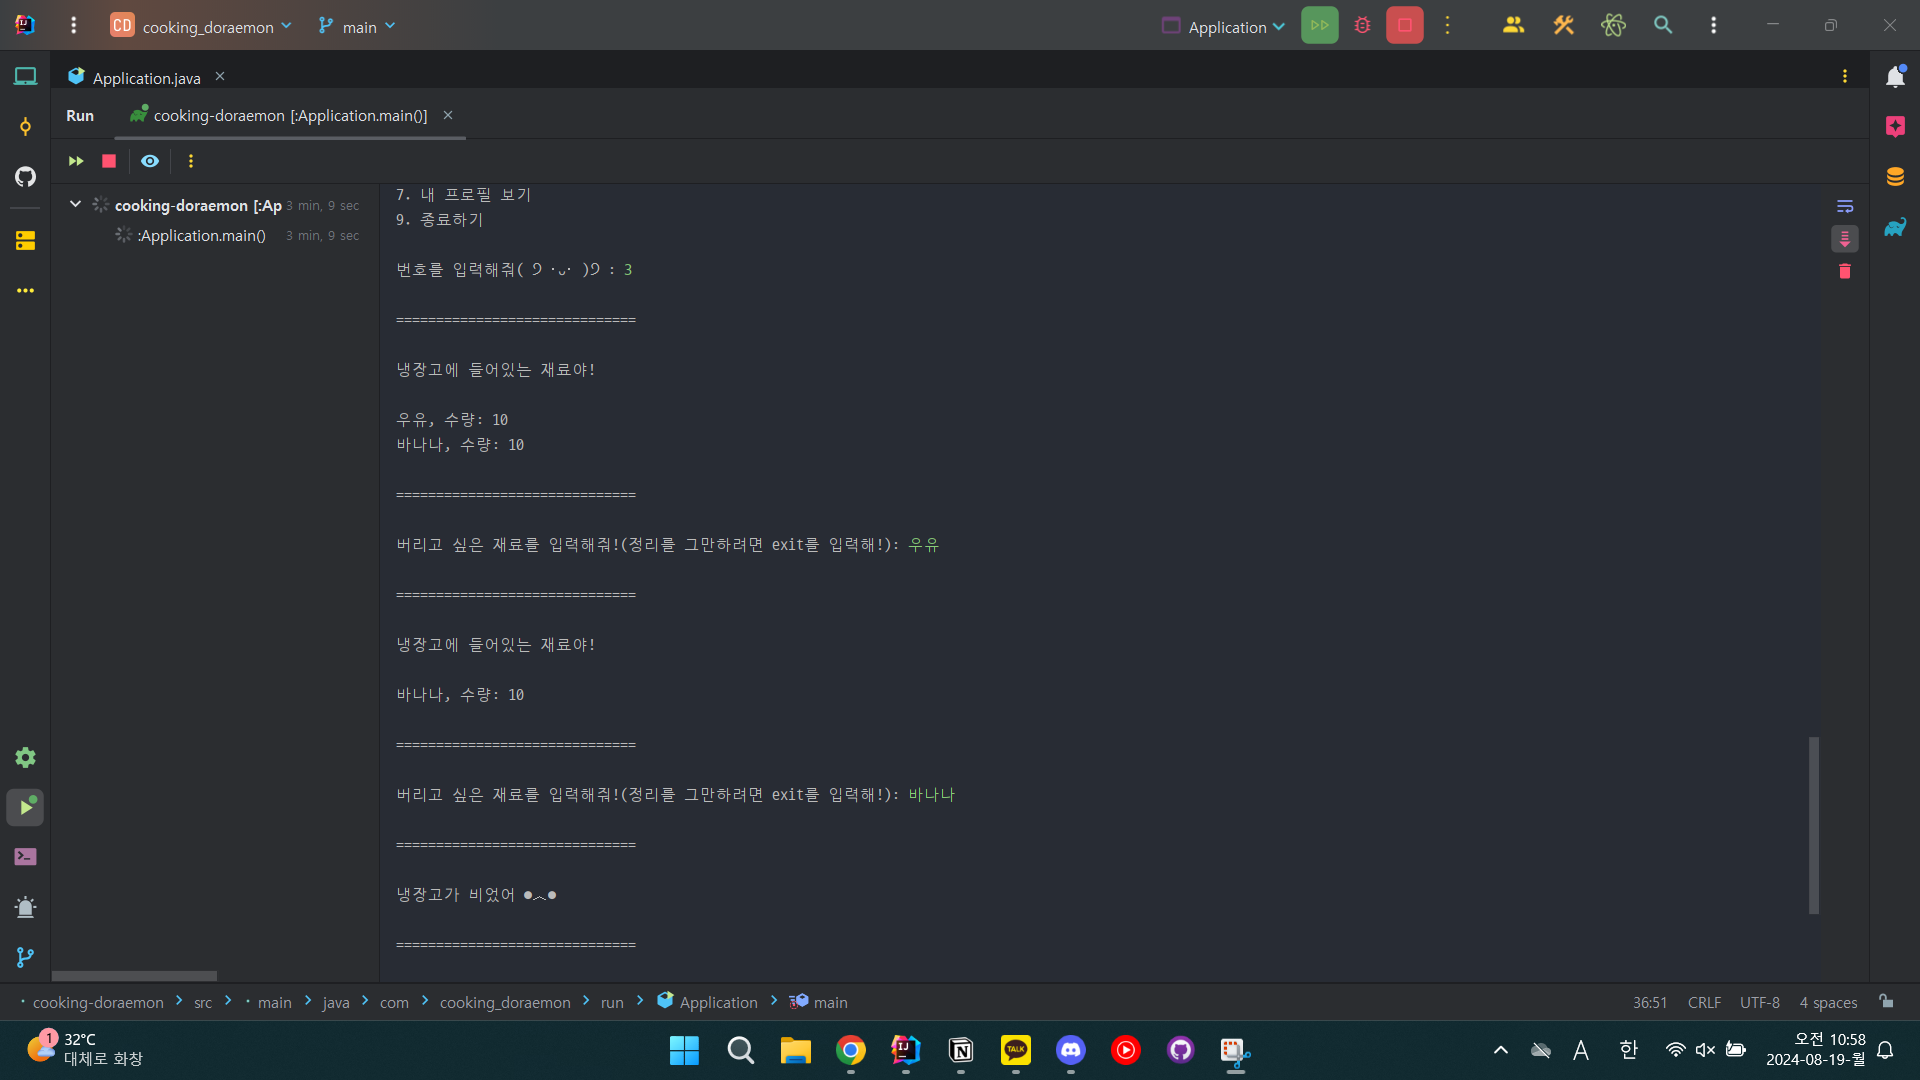 CD cooking_doraemon main Application
Application.java
Run cooking-doraemon [:Application.main()]
cooking-doraemon [:Ap 3 min, 9 sec
:Application.main() 3 min, 9 sec
7. 내 프로필 보기
9. 종료하기
번호를 입력해줘( ᕤ ·ᴗ· )ᕤ : 3
==============================
냉장고에 들어있는 재료야!
우유, 수량: 10
바나나, 수량: 10
==============================
버리고 싶은 재료를 입력해줘!(정리를 그만하려면 exit를 입력해!): 우유
==============================
냉장고에 들어있는 재료야!
바나나, 수량: 10
==============================
버리고 싶은 재료를 입력해줘!(정리를 그만하려면 exit를 입력해!): 바나나
==============================
냉장고가 비었어 ●︿●
==============================
cooking-doraemon > src > main > java > com > cooking_doraemon > run > Application > main
36:51 CRLF UTF-8 4 spaces
1
32°C
대체로 화창
IJ
N
TALK
A
한
오전 10:58
2024-08-19-월